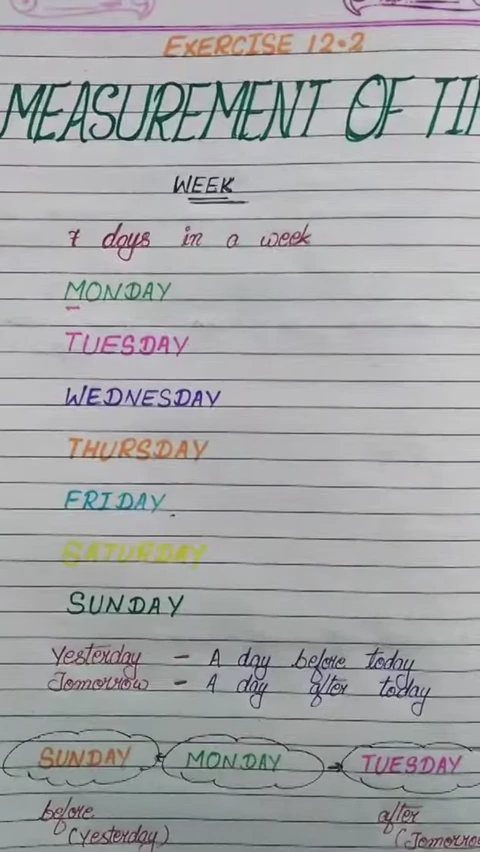 EXERCISE 12.2
MEASUREMENT OF TI
WEEK
7 days in a week
MONDAY
TUESDAY
WEDNESDAY
THURSDAY
FRIDAY
SATURDAY
SUNDAY
Yesterday - A day before today
Tomorrow - A day after today
SUNDAY MONDAY → TUESDAY
before after
(Yesterday) (Tomorrow